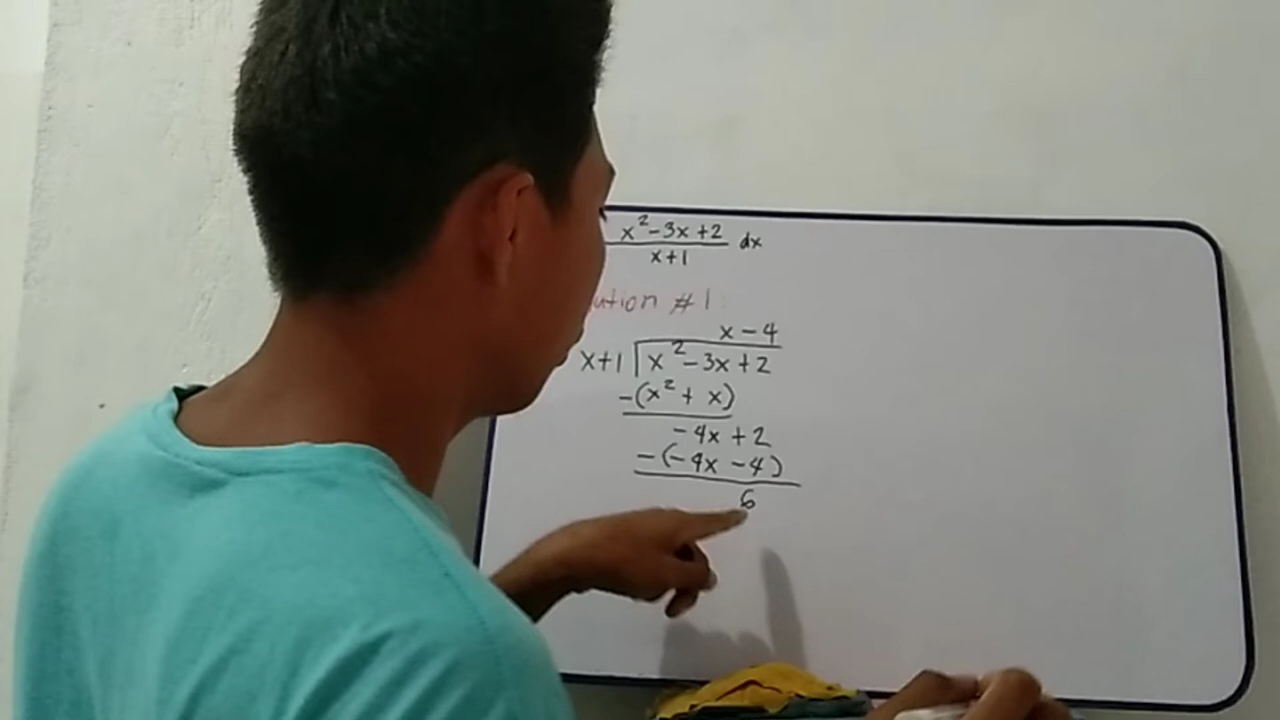 x²-3x+2 dx
x+1
ution #1:
x-4
x+1 x²-3x+2
-(x²+x)
-4x+2
-(-4x-4)
6